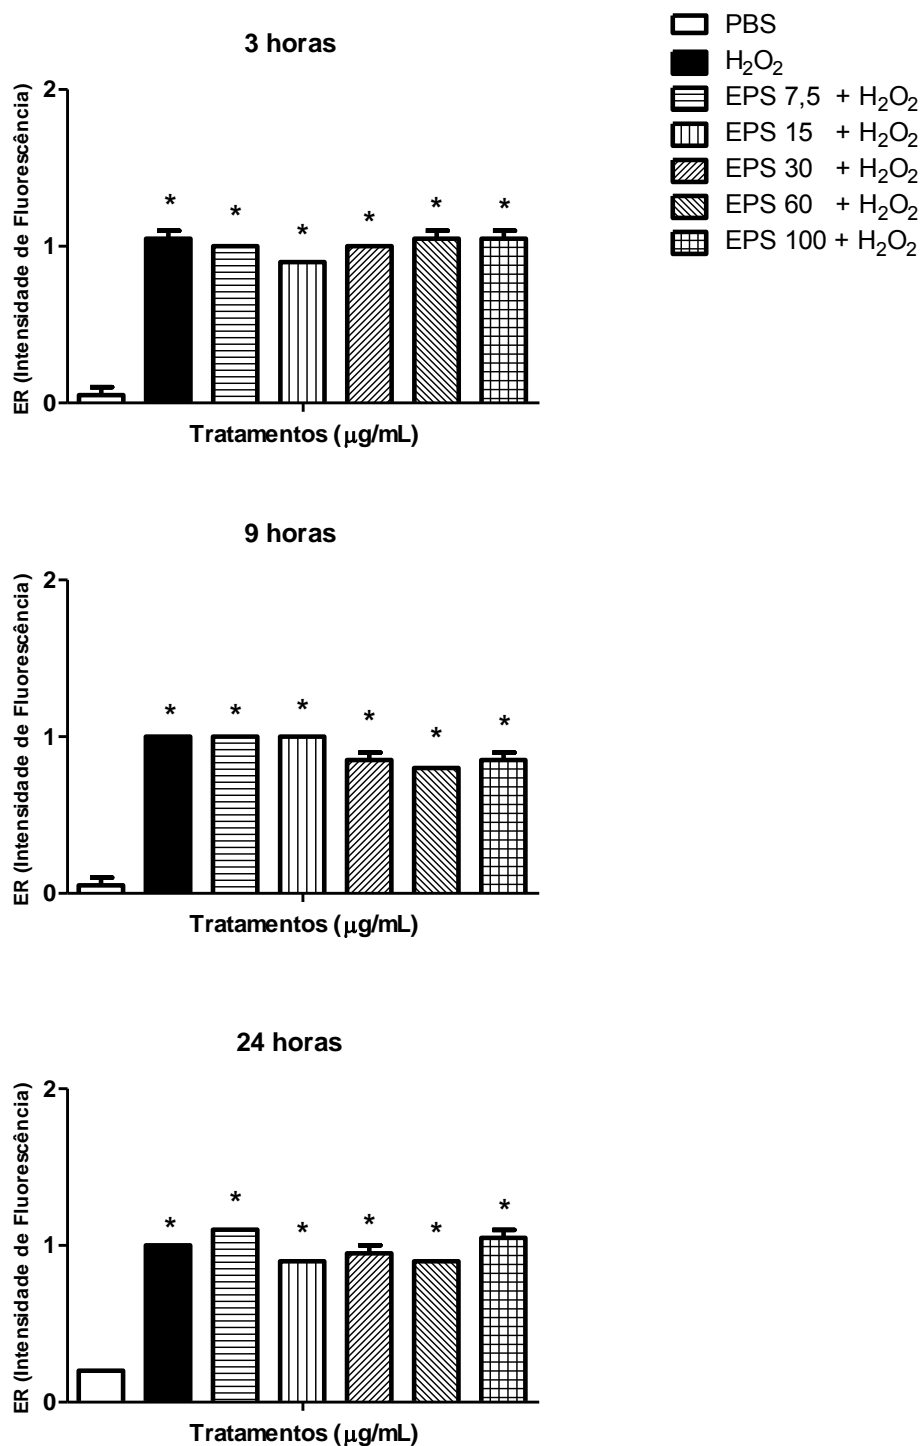 3 horas
PBS
H₂O₂
EPS 7,5 + H₂O₂
EPS 15 + H₂O₂
EPS 30 + H₂O₂
EPS 60 + H₂O₂
EPS 100 + H₂O₂
ER (Intensidade de Fluorescência)
2
1
0
* * * * * *
Tratamentos (μg/mL)
9 horas
ER (Intensidade de Fluorescência)
2
1
0
* * * * * *
Tratamentos (μg/mL)
24 horas
ER (Intensidade de Fluorescência)
2
1
0
* * * * * *
Tratamentos (μg/mL)